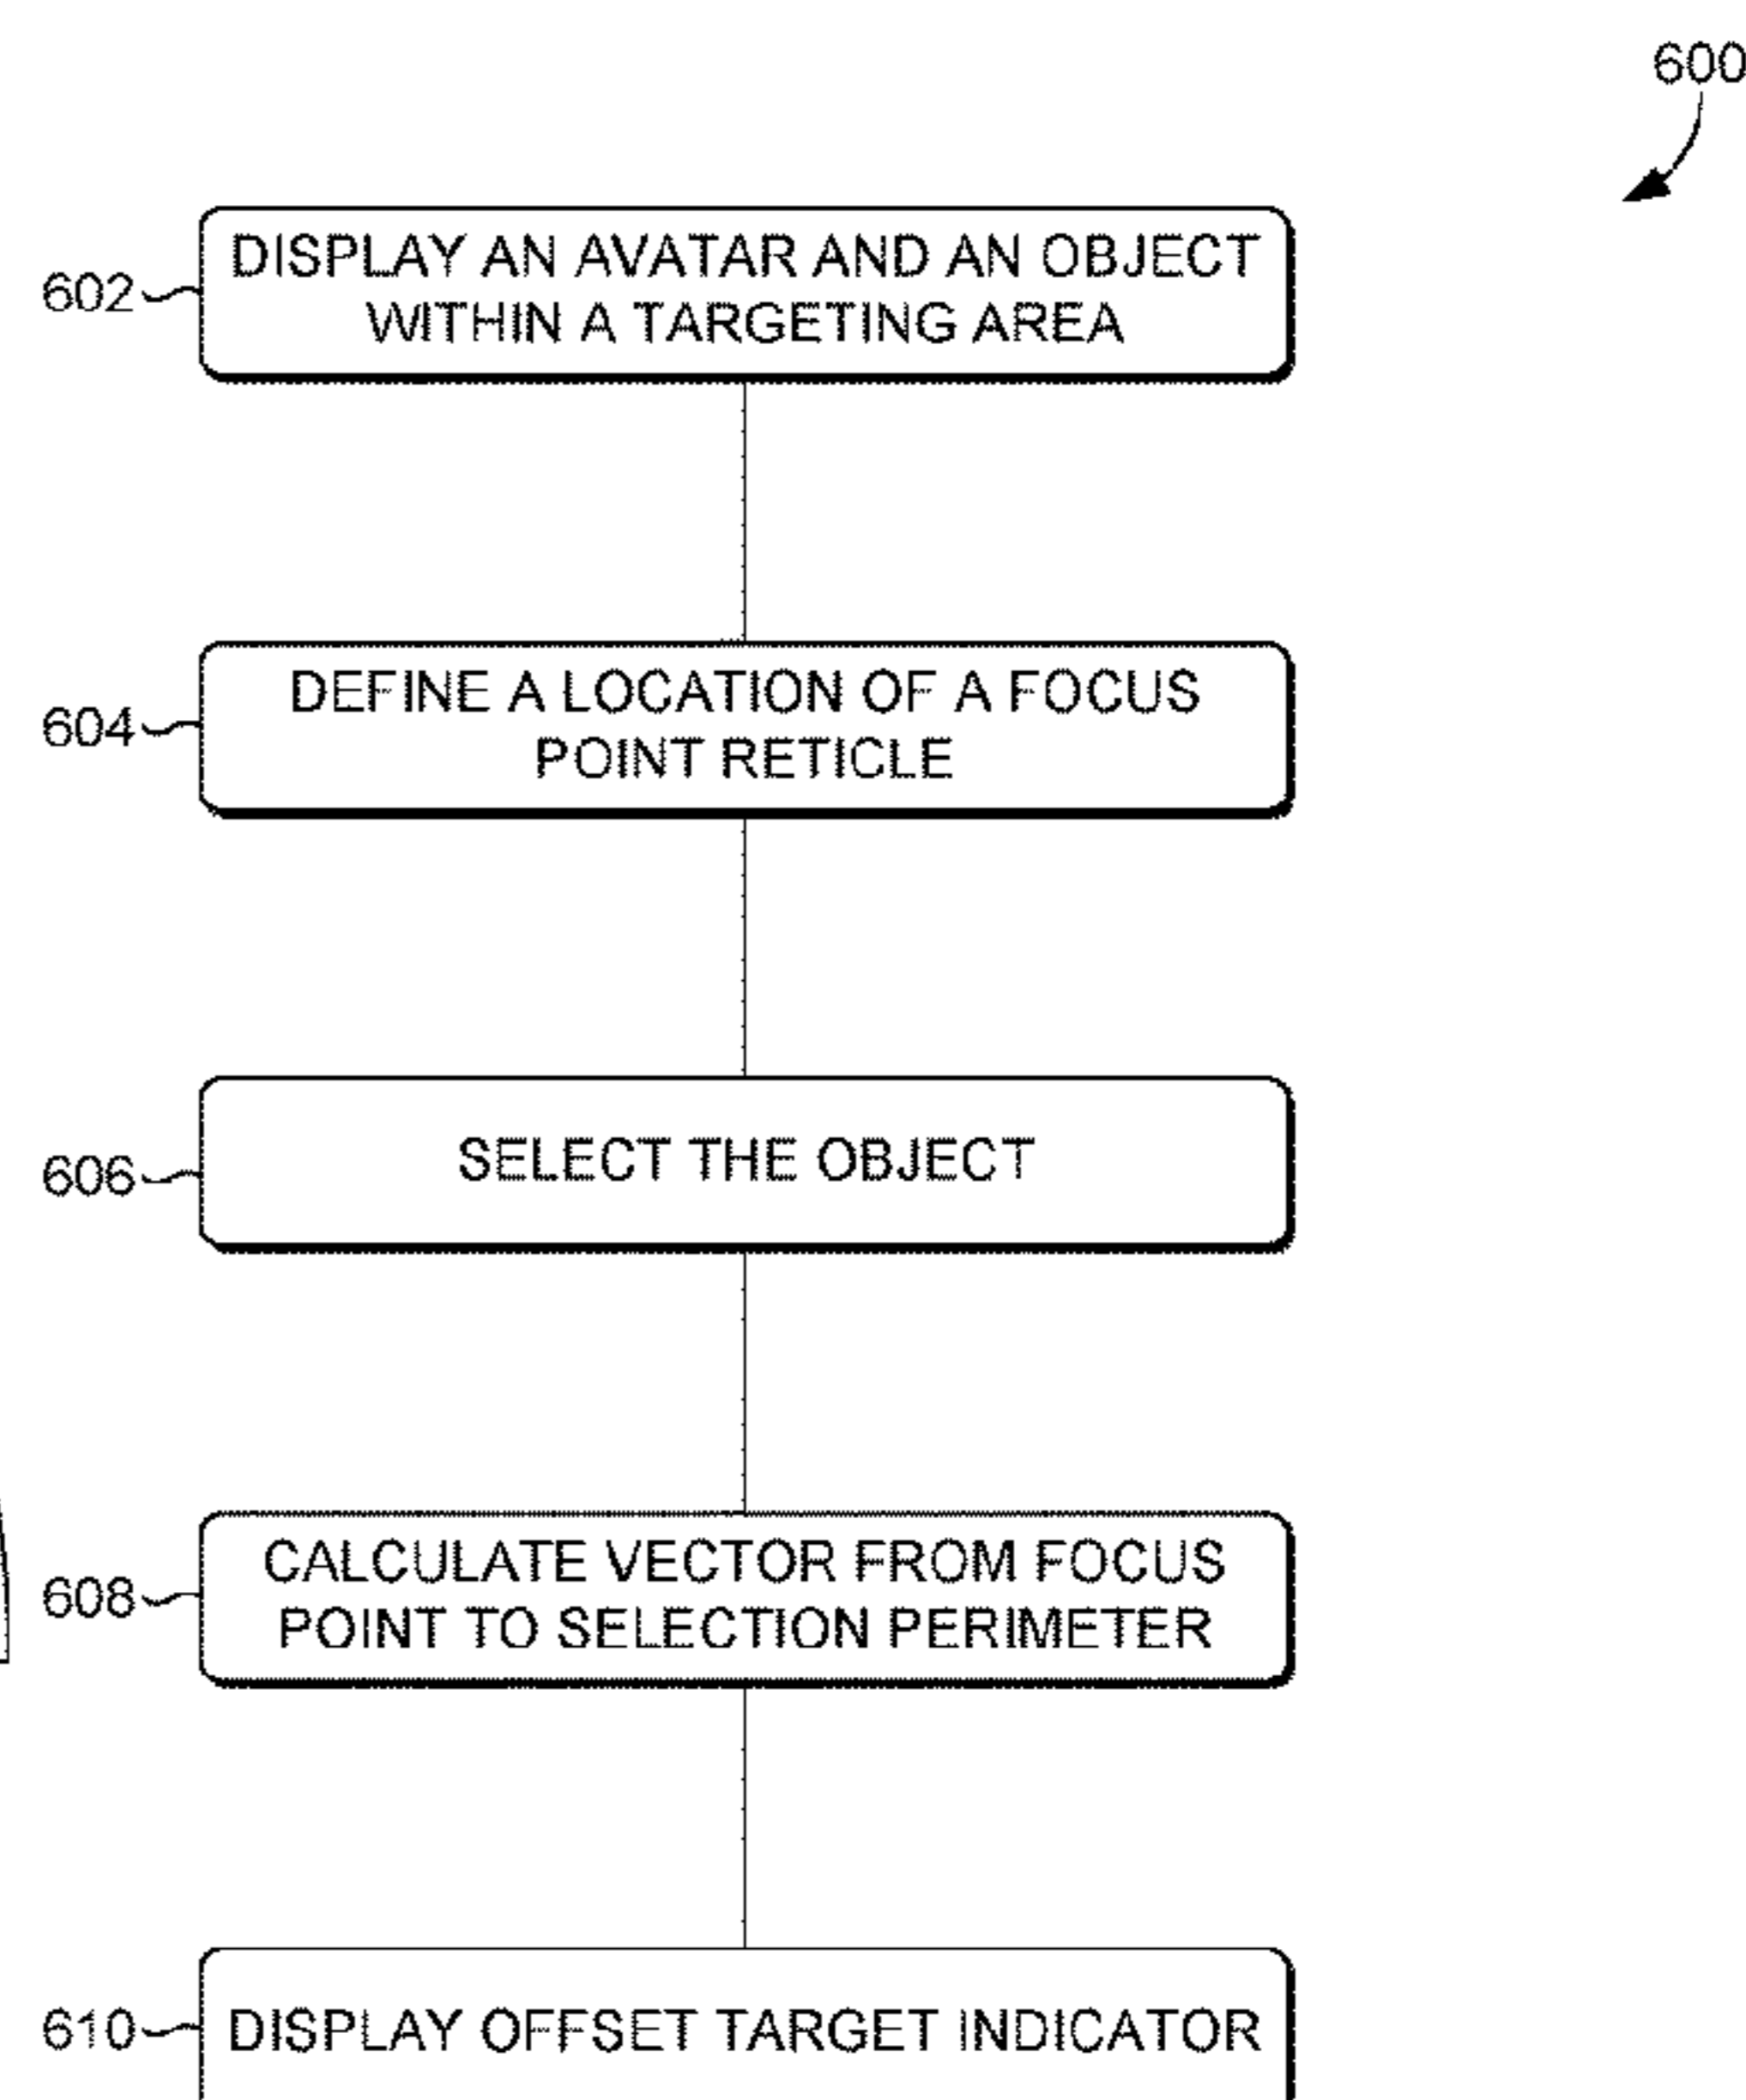 600
602
DISPLAY AN AVATAR AND AN OBJECT
WITHIN A TARGETING AREA
604
DEFINE A LOCATION OF A FOCUS
POINT RETICLE
606
SELECT THE OBJECT
608
CALCULATE VECTOR FROM FOCUS
POINT TO SELECTION PERIMETER
610
DISPLAY OFFSET TARGET INDICATOR